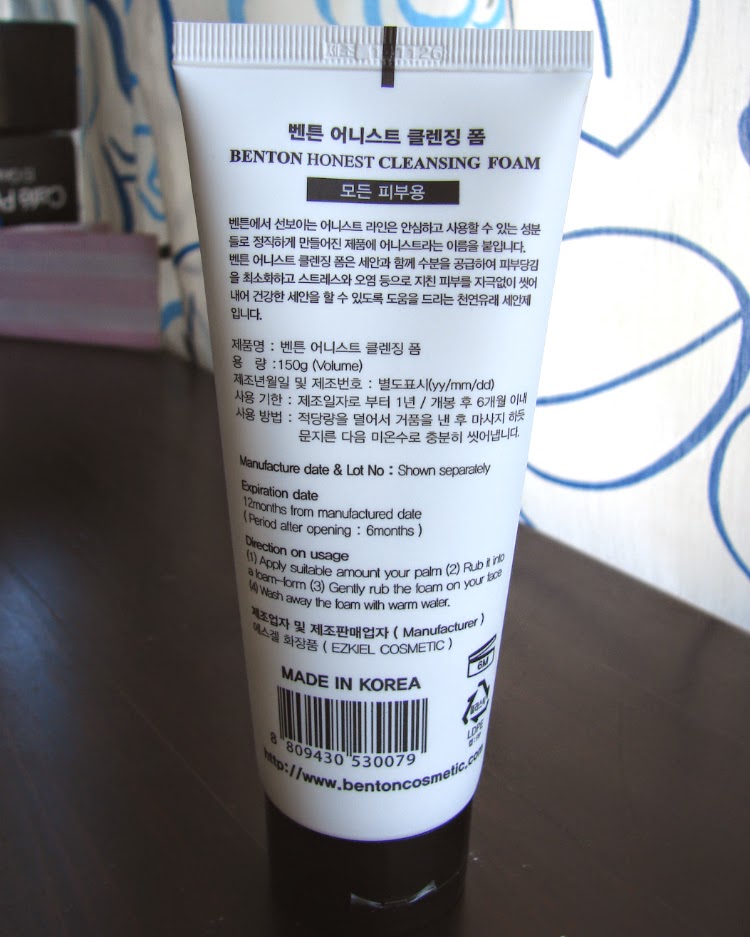 제조
벤튼 어니스트 클렌징 폼
BENTON HONEST CLEANSING FOAM
모든 피부용
벤튼에서 선보이는 어니스트 라인은 안심하고 사용할 수 있는 성분
들로 정직하게 만들어진 제품에 어니스트라는 이름을 붙입니다.
벤튼 어니스트 클렌징 폼은 세안과 함께 수분을 공급하여 피부당김
을 최소화하고 스트레스와 오염 등으로 지친 피부를 자극없이 씻어
내어 건강한 세안을 할 수 있도록 도움을 드리는 천연유래 세안제
입니다.
제품명 : 벤튼 어니스트 클렌징 폼
용 량 :150g (Volume)
제조년월일 및 제조번호 : 별도표시(yy/mm/dd)
사용 기한 : 제조일자로 부터 1년 / 개봉 후 6개월 이내
사용 방법 : 적당량을 덜어서 거품을 낸 후 마사지 하듯
문지른 다음 미온수로 충분히 씻어냅니다.
Manufacture date & Lot No : Shown separately
Expiration date
12months from manufactured date
( Period after opening : 6months )
Direction on usage
(1) Apply suitable amount your palm (2) Rub it into
a foam-form (3) Gently rub the foam on your face
(4) Wash away the foam with warm water.
제조업자 및 제조판매업자 ( Manufacturer )
에스겔 화장품 ( EZKIEL COSMETIC )
6M
MADE IN KOREA
플라스틱
LDPE
8 809430 530079
http://www.bentoncosmetic.com
Café P